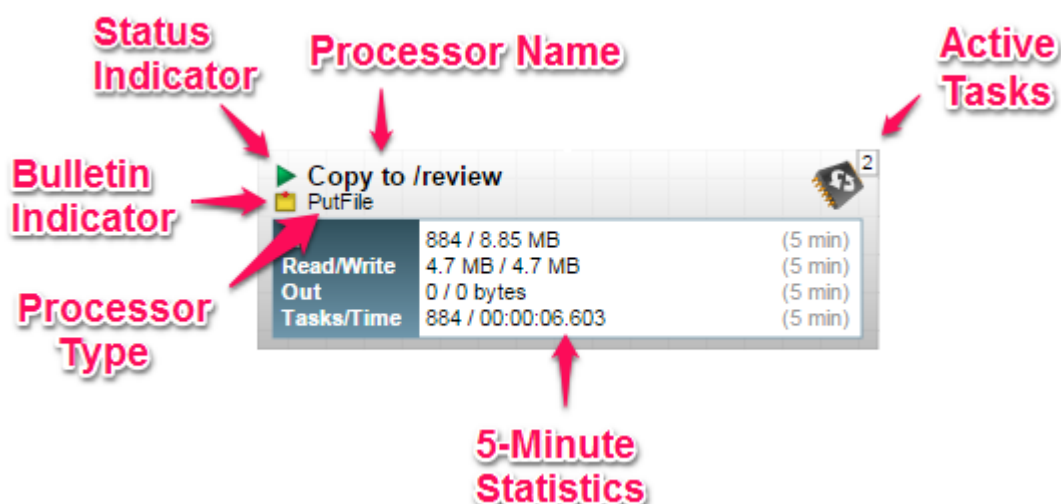 Status
Indicator
Processor Name
Active
Tasks
Bulletin
Indicator
Copy to /review
2
PutFile
884 / 8.85 MB (5 min)
Read/Write 4.7 MB / 4.7 MB (5 min)
Out 0 / 0 bytes (5 min)
Tasks/Time 884 / 00:00:06.603 (5 min)
Processor
Type
5-Minute
Statistics